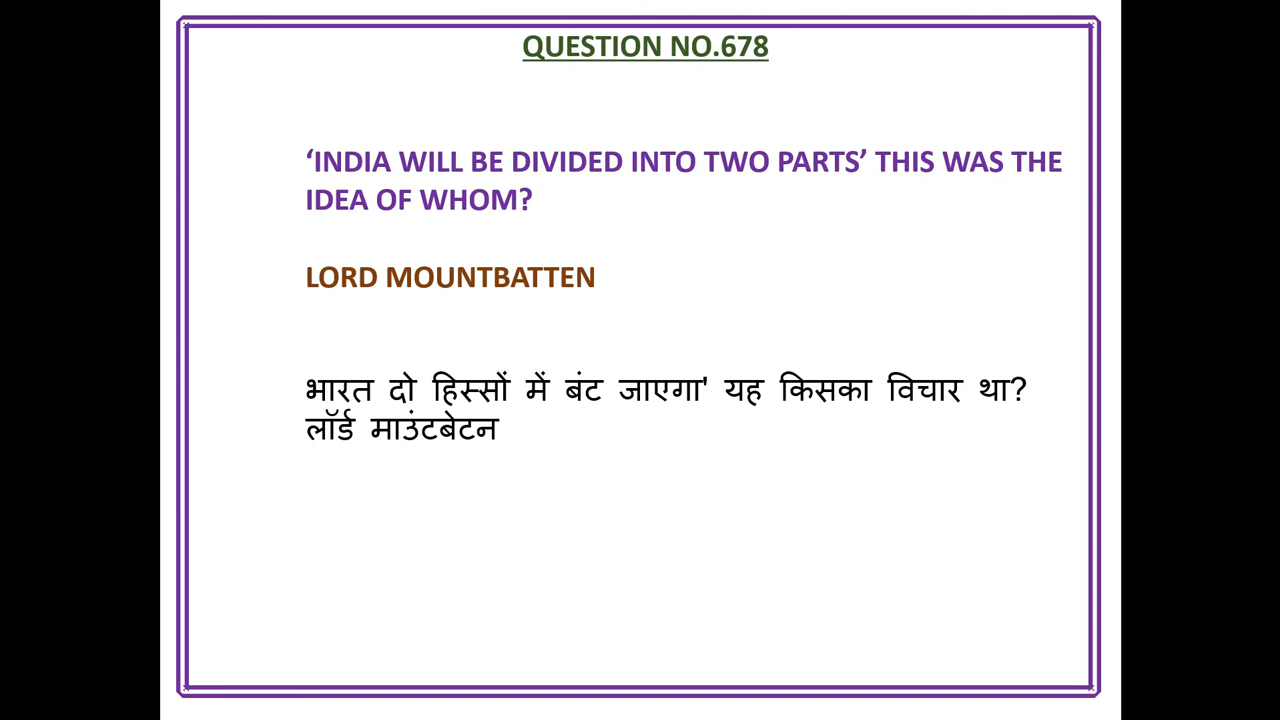 QUESTION NO.678
‘INDIA WILL BE DIVIDED INTO TWO PARTS’ THIS WAS THE
IDEA OF WHOM?
LORD MOUNTBATTEN
भारत दो हिस्सों में बंट जाएगा' यह किसका विचार था?
लॉर्ड माउंटबेटन